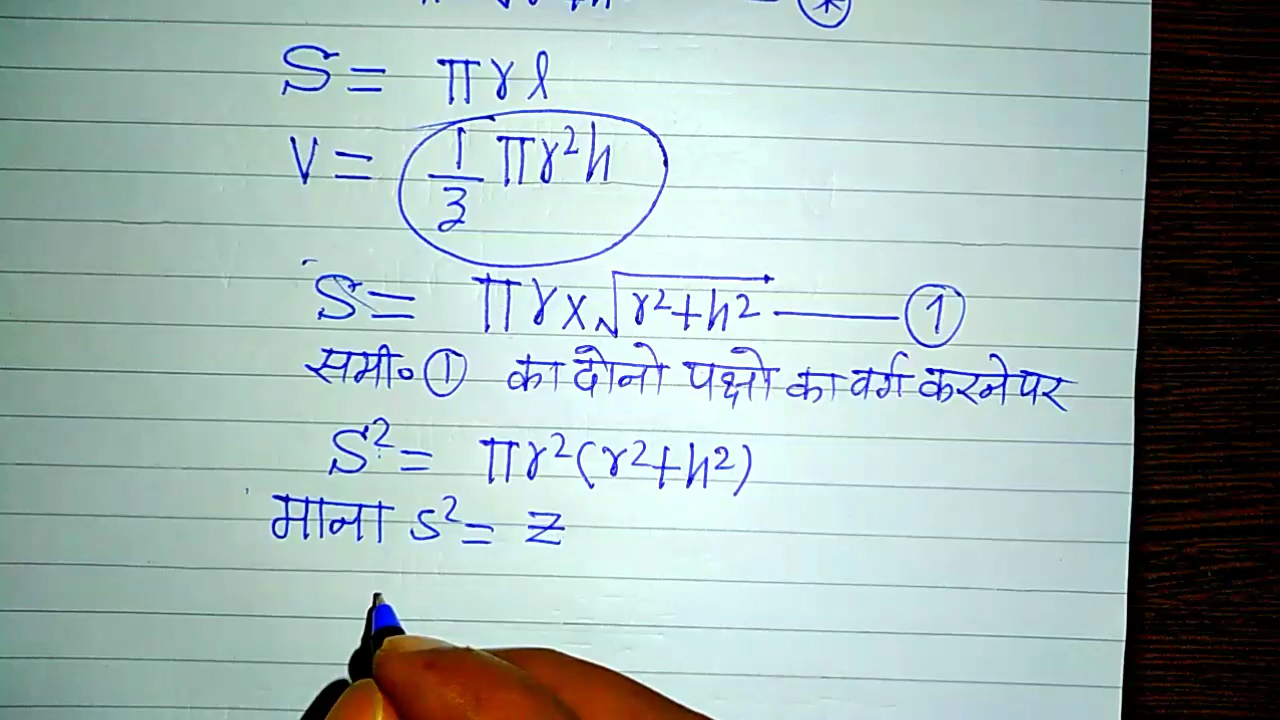 S = πrl
V = 1/3 πr²h
S = πr×√r²+h² —— ①
समी० ① का दोनो पक्षो का वर्ग करने पर
S² = πr²(r²+h²)
माना s² = z